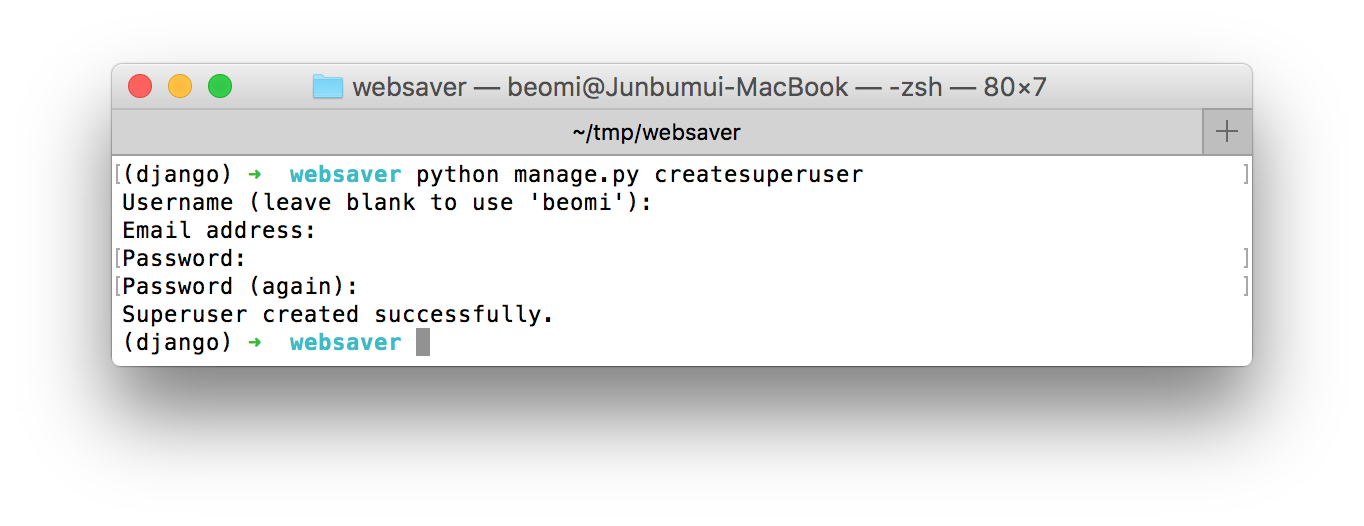 websaver — beomi@Junbumui-MacBook — -zsh — 80×7
~/tmp/websaver
[(django) ➜  websaver python manage.py createsuperuser ]
Username (leave blank to use 'beomi'):
Email address:
[Password: ]
[Password (again): ]
Superuser created successfully.
(django) ➜  websaver